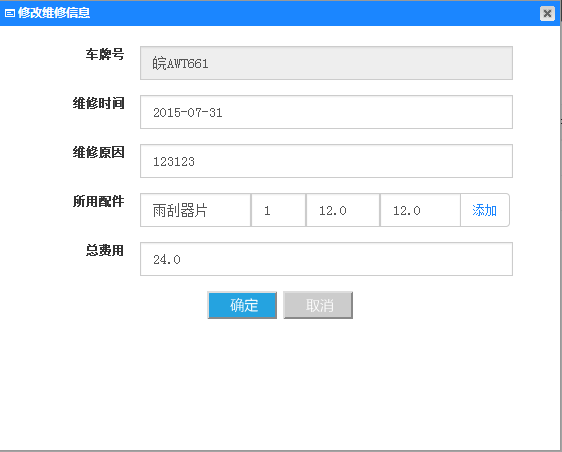 修改维修信息
车牌号 皖AWT661
维修时间 2015-07-31
维修原因 123123
所用配件 雨刮器片 1 12.0 12.0 添加
总费用 24.0
确定 取消